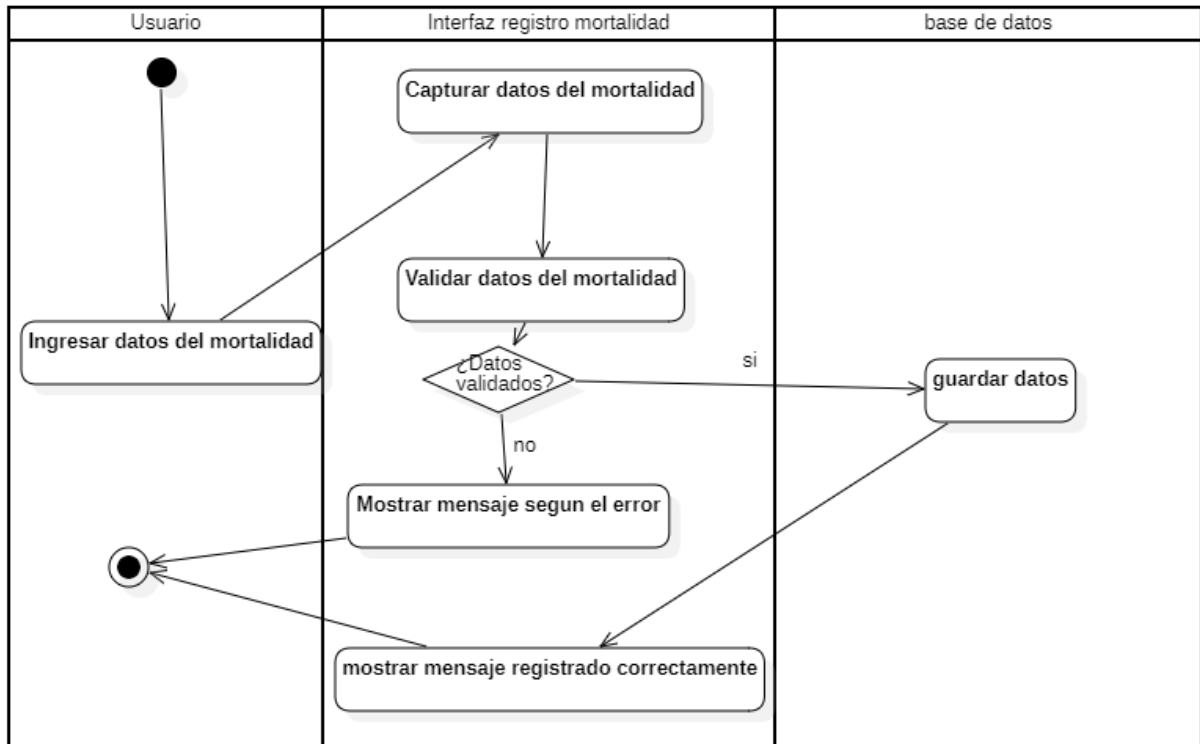 Usuario
Interfaz registro mortalidad
base de datos
Capturar datos del mortalidad
Validar datos del mortalidad
Ingresar datos del mortalidad
¿Datos
validados?
si
guardar datos
no
Mostrar mensaje segun el error
mostrar mensaje registrado correctamente